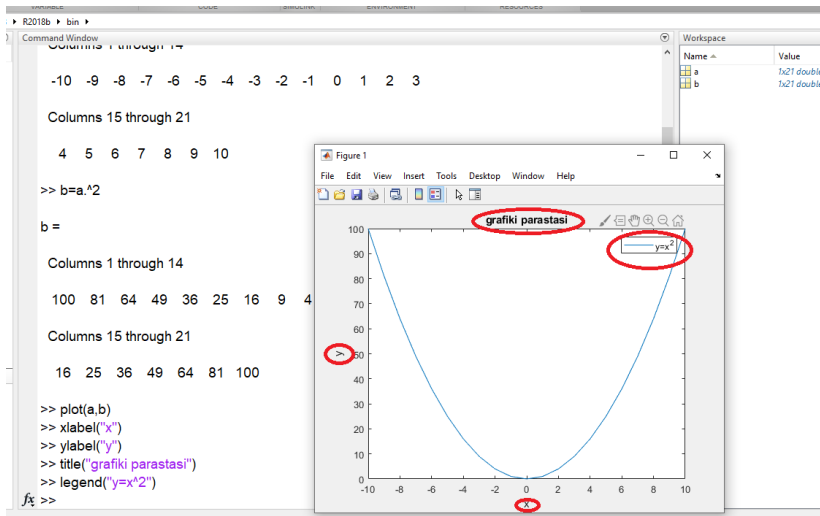 VARIABLE CODE SIMULINK ENVIRONMENT RESOURCES
R2018b bin
Command Window
Columns 1 through 14
-10 -9 -8 -7 -6 -5 -4 -3 -2 -1 0 1 2 3
Columns 15 through 21
4 5 6 7 8 9 10
>> b=a.^2
b =
Columns 1 through 14
100 81 64 49 36 25 16 9 4
Columns 15 through 21
16 25 36 49 64 81 100
>> plot(a,b)
>> xlabel("x")
>> ylabel("y")
>> title("grafiki parastasi")
>> legend("y=x^2")
fx >>
Figure 1
File Edit View Insert Tools Desktop Window Help
grafiki parastasi
y=x²
100
90
80
70
60
50
40
30
20
10
0
y
-10 -8 -6 -4 -2 0 2 4 6 8 10
x
Workspace
Name Value
a 1x21 double
b 1x21 double